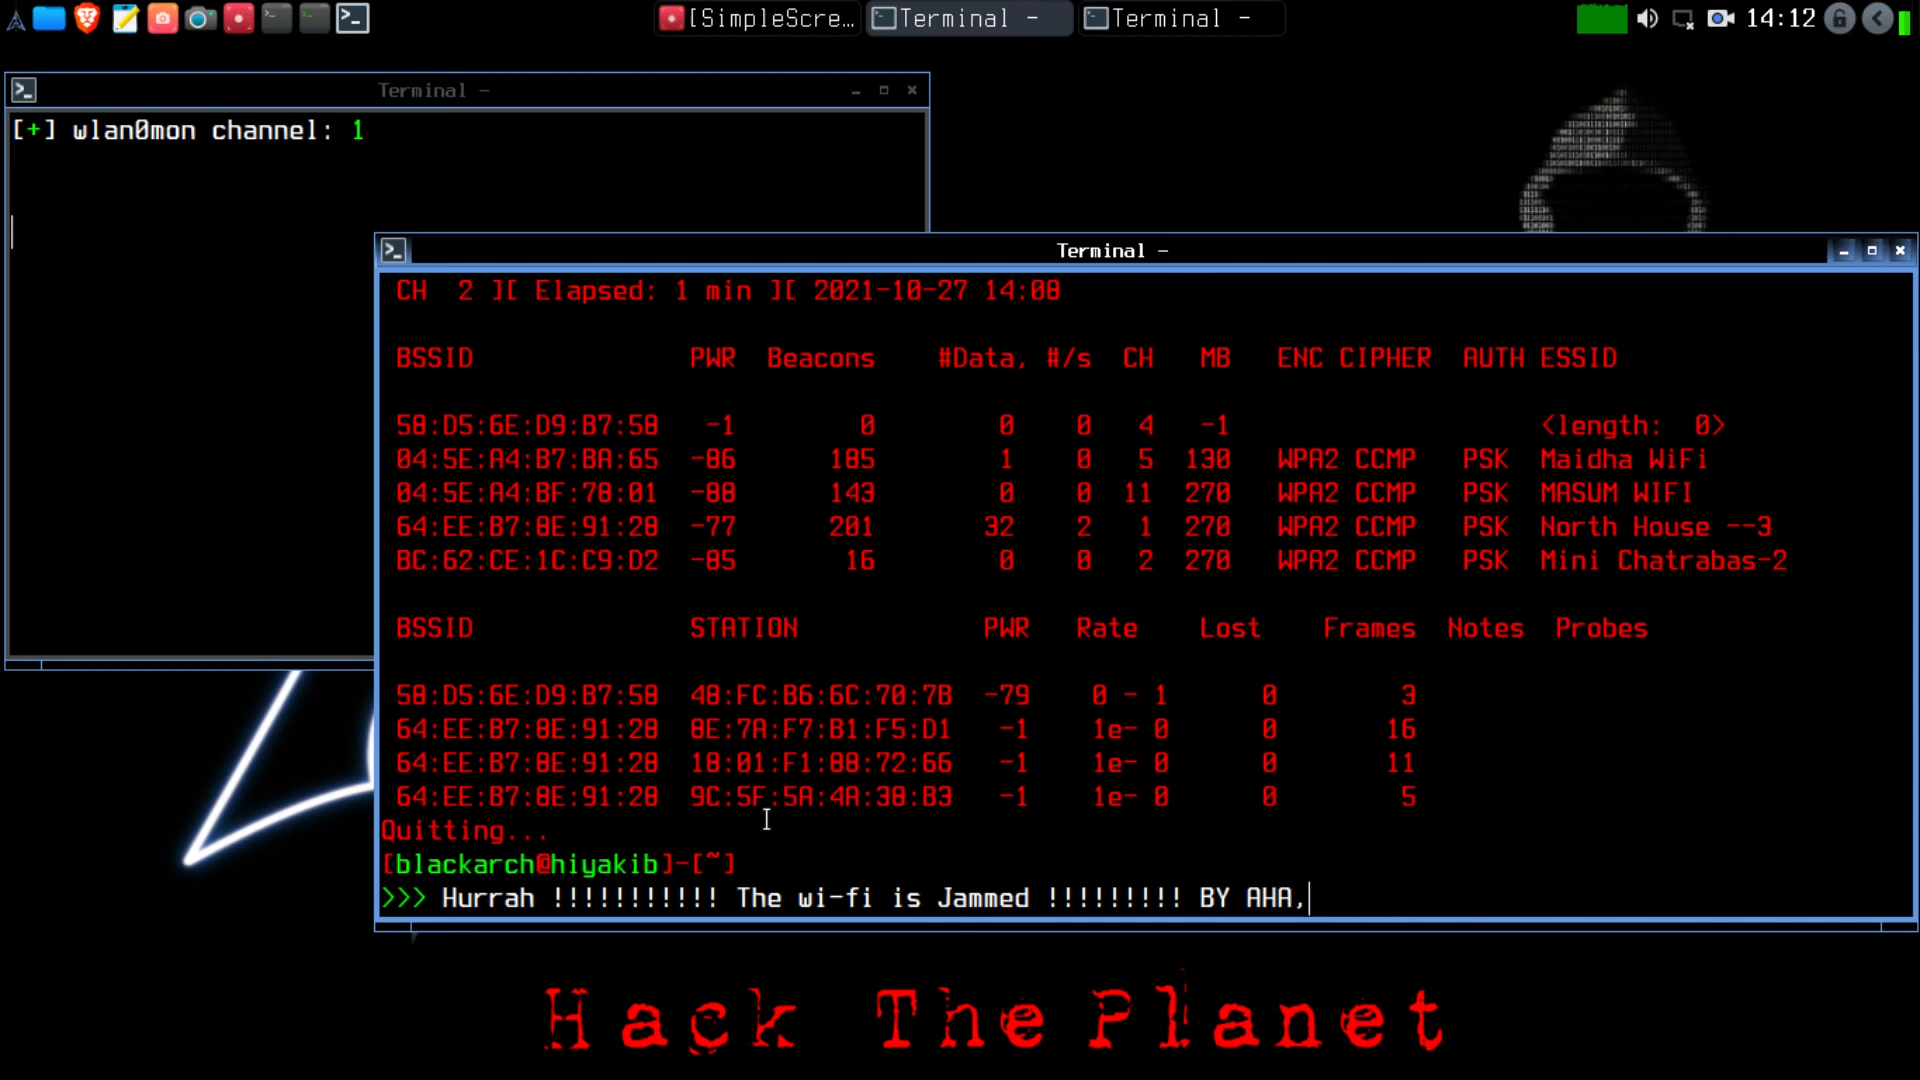 [SimpleScre… Terminal - Terminal - 14:12
Terminal -
[+] wlan0mon channel: 1
Terminal -
CH 2 ][ Elapsed: 1 min ][ 2021-10-27 14:08
BSSID PWR Beacons #Data, #/s CH MB ENC CIPHER AUTH ESSID
58:D5:6E:D9:B7:58 -1 0 0 0 4 -1 <length: 0>
04:5E:A4:B7:BA:65 -86 185 1 0 5 130 WPA2 CCMP PSK Maidha WiFi
04:5E:A4:BF:78:01 -88 143 0 0 11 270 WPA2 CCMP PSK MASUM WIFI
64:EE:B7:8E:91:28 -77 201 32 2 1 270 WPA2 CCMP PSK North House --3
BC:62:CE:1C:C9:D2 -85 16 0 0 2 270 WPA2 CCMP PSK Mini Chatrabas-2
BSSID STATION PWR Rate Lost Frames Notes Probes
58:D5:6E:D9:B7:58 48:FC:B6:6C:70:7B -79 0 - 1 0 3
64:EE:B7:8E:91:28 8E:7A:F7:B1:F5:D1 -1 1e- 0 0 16
64:EE:B7:8E:91:28 18:01:F1:88:72:66 -1 1e- 0 0 11
64:EE:B7:8E:91:28 9C:5F:5A:4A:38:B3 -1 1e- 0 0 5
Quitting...
[blackarch@hiyakib]-[~]
>>> Hurrah !!!!!!!!!!! The wi-fi is Jammed !!!!!!!!! BY AHA,
Hack The Planet